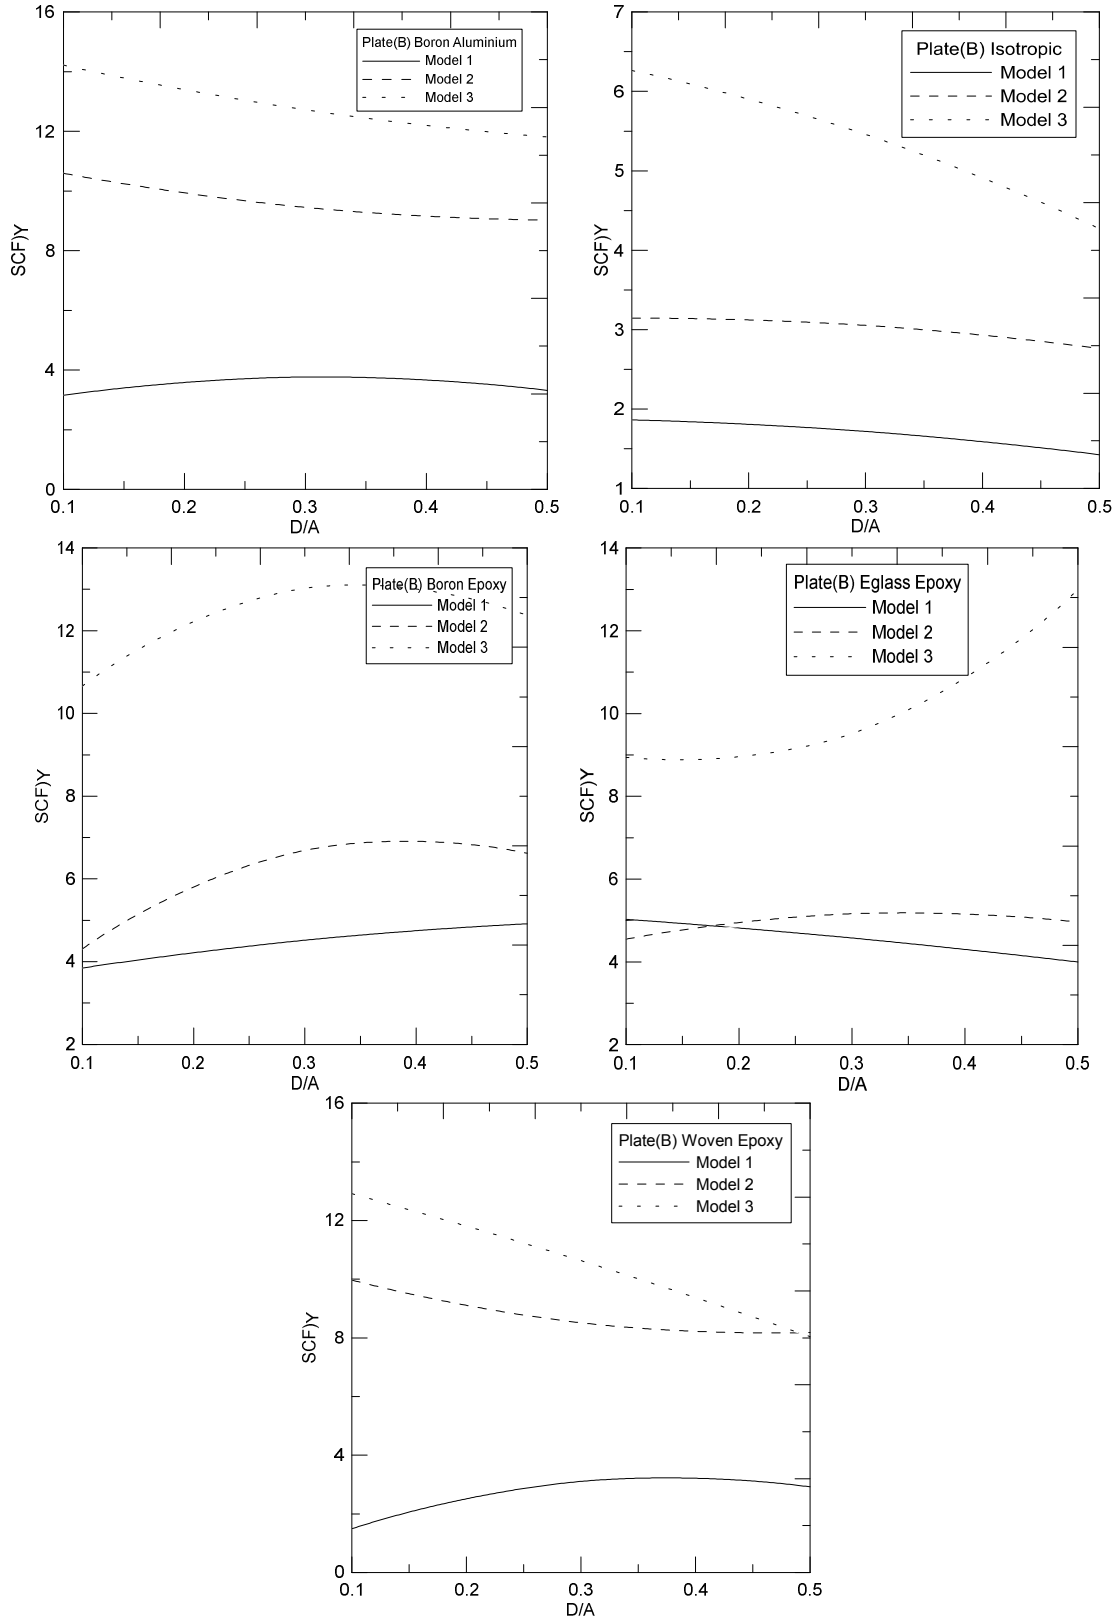 16
12
8
4
0
SCF)Y
Plate(B) Boron Aluminium
Model 1
Model 2
Model 3
0.1 0.2 0.3 0.4 0.5
D/A
7
6
5
4
3
2
1
SCF)Y
Plate(B) Isotropic
Model 1
Model 2
Model 3
0.1 0.2 0.3 0.4 0.5
D/A
14
12
10
8
6
4
2
SCF)Y
Plate(B) Boron Epoxy
Model 1
Model 2
Model 3
0.1 0.2 0.3 0.4 0.5
D/A
14
12
10
8
6
4
2
SCF)Y
Plate(B) Eglass Epoxy
Model 1
Model 2
Model 3
0.1 0.2 0.3 0.4 0.5
D/A
16
12
8
4
0
SCF)Y
Plate(B) Woven Epoxy
Model 1
Model 2
Model 3
0.1 0.2 0.3 0.4 0.5
D/A